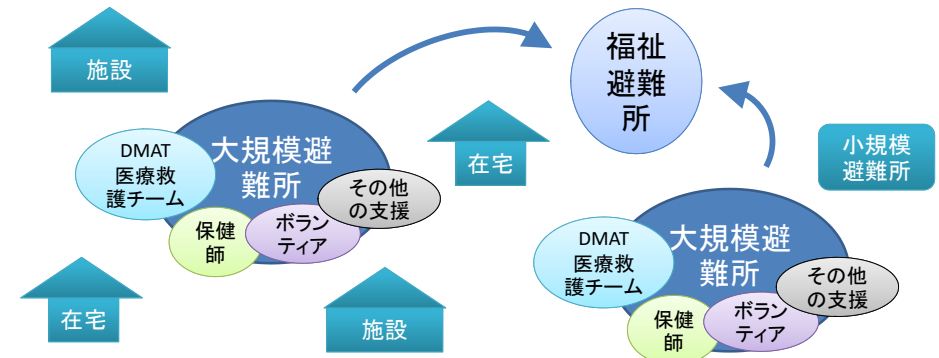 施設
福祉
避難
所
大規模避
難所
DMAT
医療救
護チーム
その他
の支援
保健
師
ボラン
ティア
在宅
小規模
避難所
大規模避
難所
DMAT
医療救
護チーム
その他
の支援
保健
師
ボラン
ティア
在宅
施設